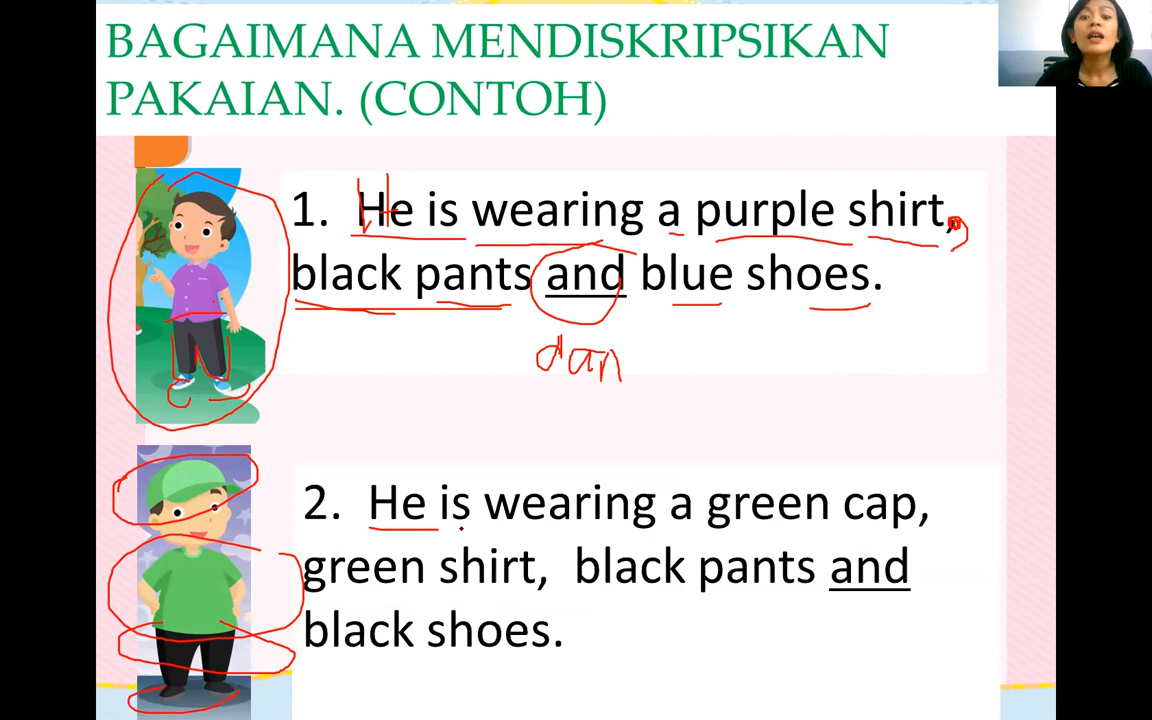 BAGAIMANA MENDISKRIPSIKAN
PAKAIAN. (CONTOH)
1. He is wearing a purple shirt,
black pants and blue shoes.
dan
2. He is wearing a green cap,
green shirt, black pants and
black shoes.